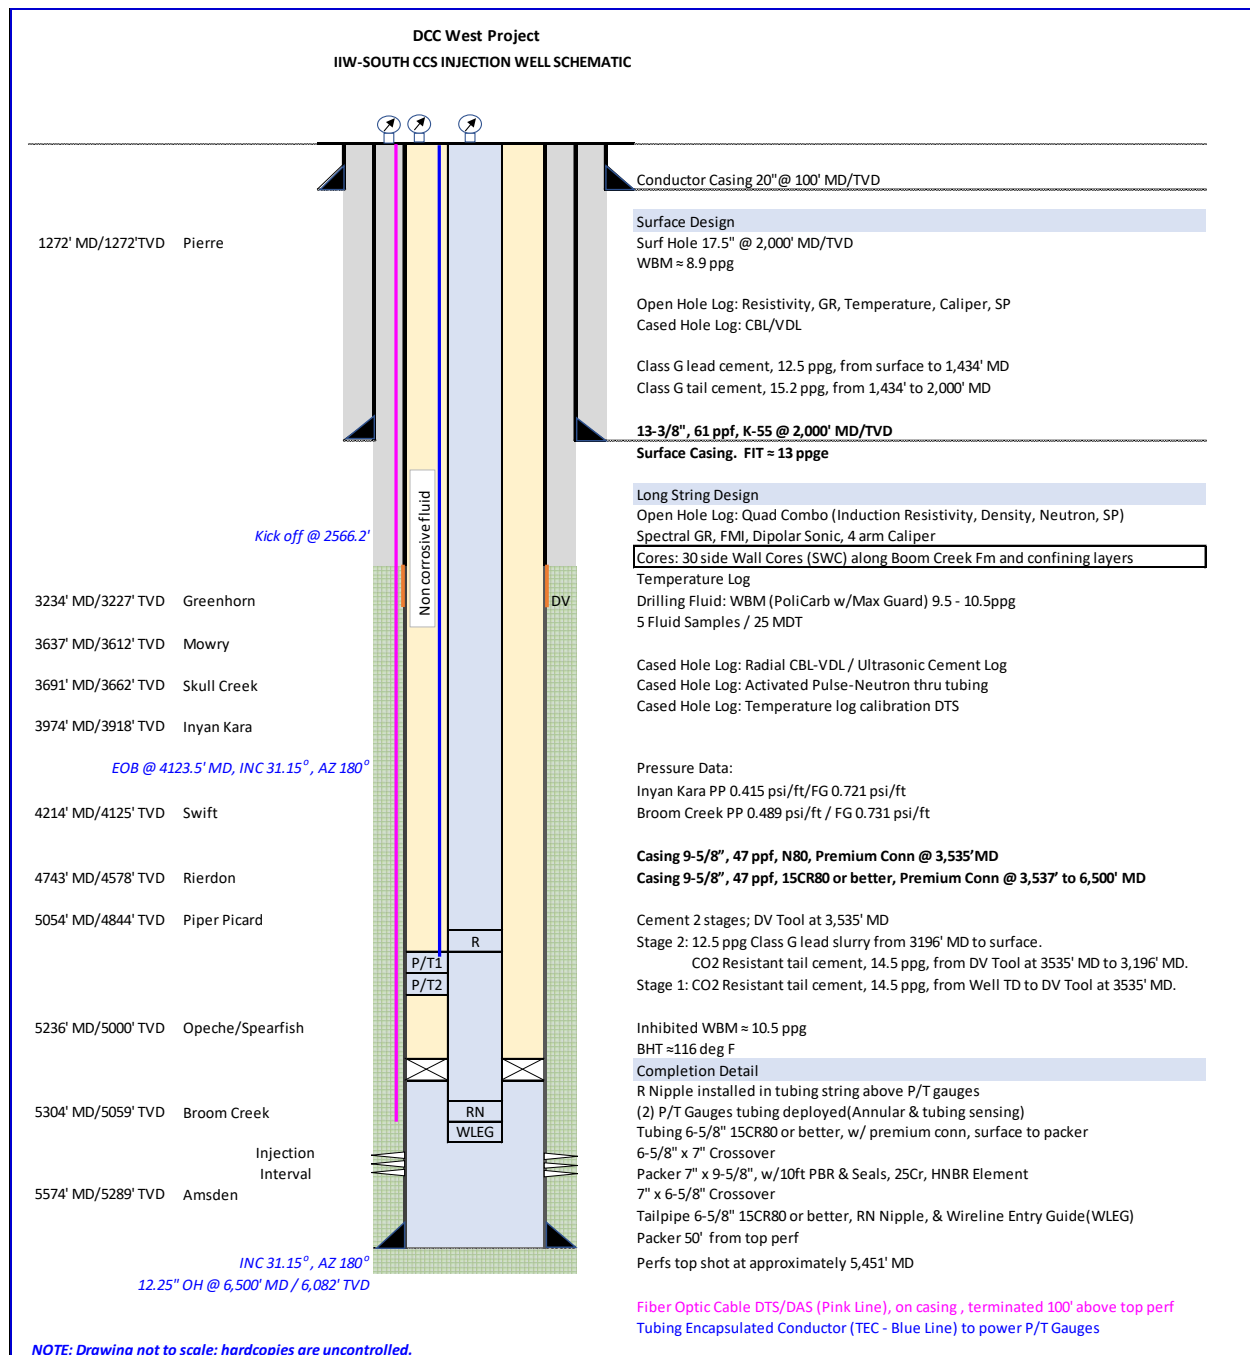 DCC West Project
IIW-SOUTH CCS INJECTION WELL SCHEMATIC
Conductor Casing 20"@ 100' MD/TVD
Surface Design
1272' MD/1272'TVD Pierre
Surf Hole 17.5" @ 2,000' MD/TVD
WBM ≈ 8.9 ppg
Open Hole Log: Resistivity, GR, Temperature, Caliper, SP
Cased Hole Log: CBL/VDL
Class G lead cement, 12.5 ppg, from surface to 1,434' MD
Class G tail cement, 15.2 ppg, from 1,434' to 2,000' MD
13-3/8", 61 ppf, K-55 @ 2,000' MD/TVD
Surface Casing. FIT ≈ 13 ppge
Non corrosive fluid
Long String Design
Open Hole Log: Quad Combo (Induction Resistivity, Density, Neutron, SP)
Kick off @ 2566.2'
Spectral GR, FMI, Dipolar Sonic, 4 arm Caliper
Cores: 30 side Wall Cores (SWC) along Boom Creek Fm and confining layers
Temperature Log
3234' MD/3227' TVD Greenhorn
DV
Drilling Fluid: WBM (PoliCarb w/Max Guard) 9.5 - 10.5ppg
5 Fluid Samples / 25 MDT
3637' MD/3612' TVD Mowry
Cased Hole Log: Radial CBL-VDL / Ultrasonic Cement Log
3691' MD/3662' TVD Skull Creek
Cased Hole Log: Activated Pulse-Neutron thru tubing
Cased Hole Log: Temperature log calibration DTS
3974' MD/3918' TVD Inyan Kara
EOB @ 4123.5' MD, INC 31.15°, AZ 180°
Pressure Data:
Inyan Kara PP 0.415 psi/ft/FG 0.721 psi/ft
4214' MD/4125' TVD Swift
Broom Creek PP 0.489 psi/ft / FG 0.731 psi/ft
Casing 9-5/8”, 47 ppf, N80, Premium Conn @ 3,535’MD
4743' MD/4578' TVD Rierdon
Casing 9-5/8”, 47 ppf, 15CR80 or better, Premium Conn @ 3,537’ to 6,500' MD
5054' MD/4844' TVD Piper Picard
Cement 2 stages; DV Tool at 3,535' MD
R
Stage 2: 12.5 ppg Class G lead slurry from 3196' MD to surface.
P/T1
CO2 Resistant tail cement, 14.5 ppg, from DV Tool at 3535' MD to 3,196' MD.
P/T2
Stage 1: CO2 Resistant tail cement, 14.5 ppg, from Well TD to DV Tool at 3535' MD.
5236' MD/5000' TVD Opeche/Spearfish
Inhibited WBM ≈ 10.5 ppg
BHT ≈116 deg F
Completion Detail
R Nipple installed in tubing string above P/T gauges
5304' MD/5059' TVD Broom Creek
RN
(2) P/T Gauges tubing deployed(Annular & tubing sensing)
WLEG
Tubing 6-5/8" 15CR80 or better, w/ premium conn, surface to packer
Injection
Interval
6-5/8" x 7" Crossover
Packer 7" x 9-5/8", w/10ft PBR & Seals, 25Cr, HNBR Element
5574' MD/5289' TVD Amsden
7" x 6-5/8" Crossover
Tailpipe 6-5/8" 15CR80 or better, RN Nipple, & Wireline Entry Guide(WLEG)
Packer 50' from top perf
INC 31.15°, AZ 180°
Perfs top shot at approximately 5,451' MD
12.25" OH @ 6,500' MD / 6,082' TVD
Fiber Optic Cable DTS/DAS (Pink Line), on casing , terminated 100' above top perf
Tubing Encapsulated Conductor (TEC - Blue Line) to power P/T Gauges
NOTE: Drawing not to scale; hardcopies are uncontrolled.